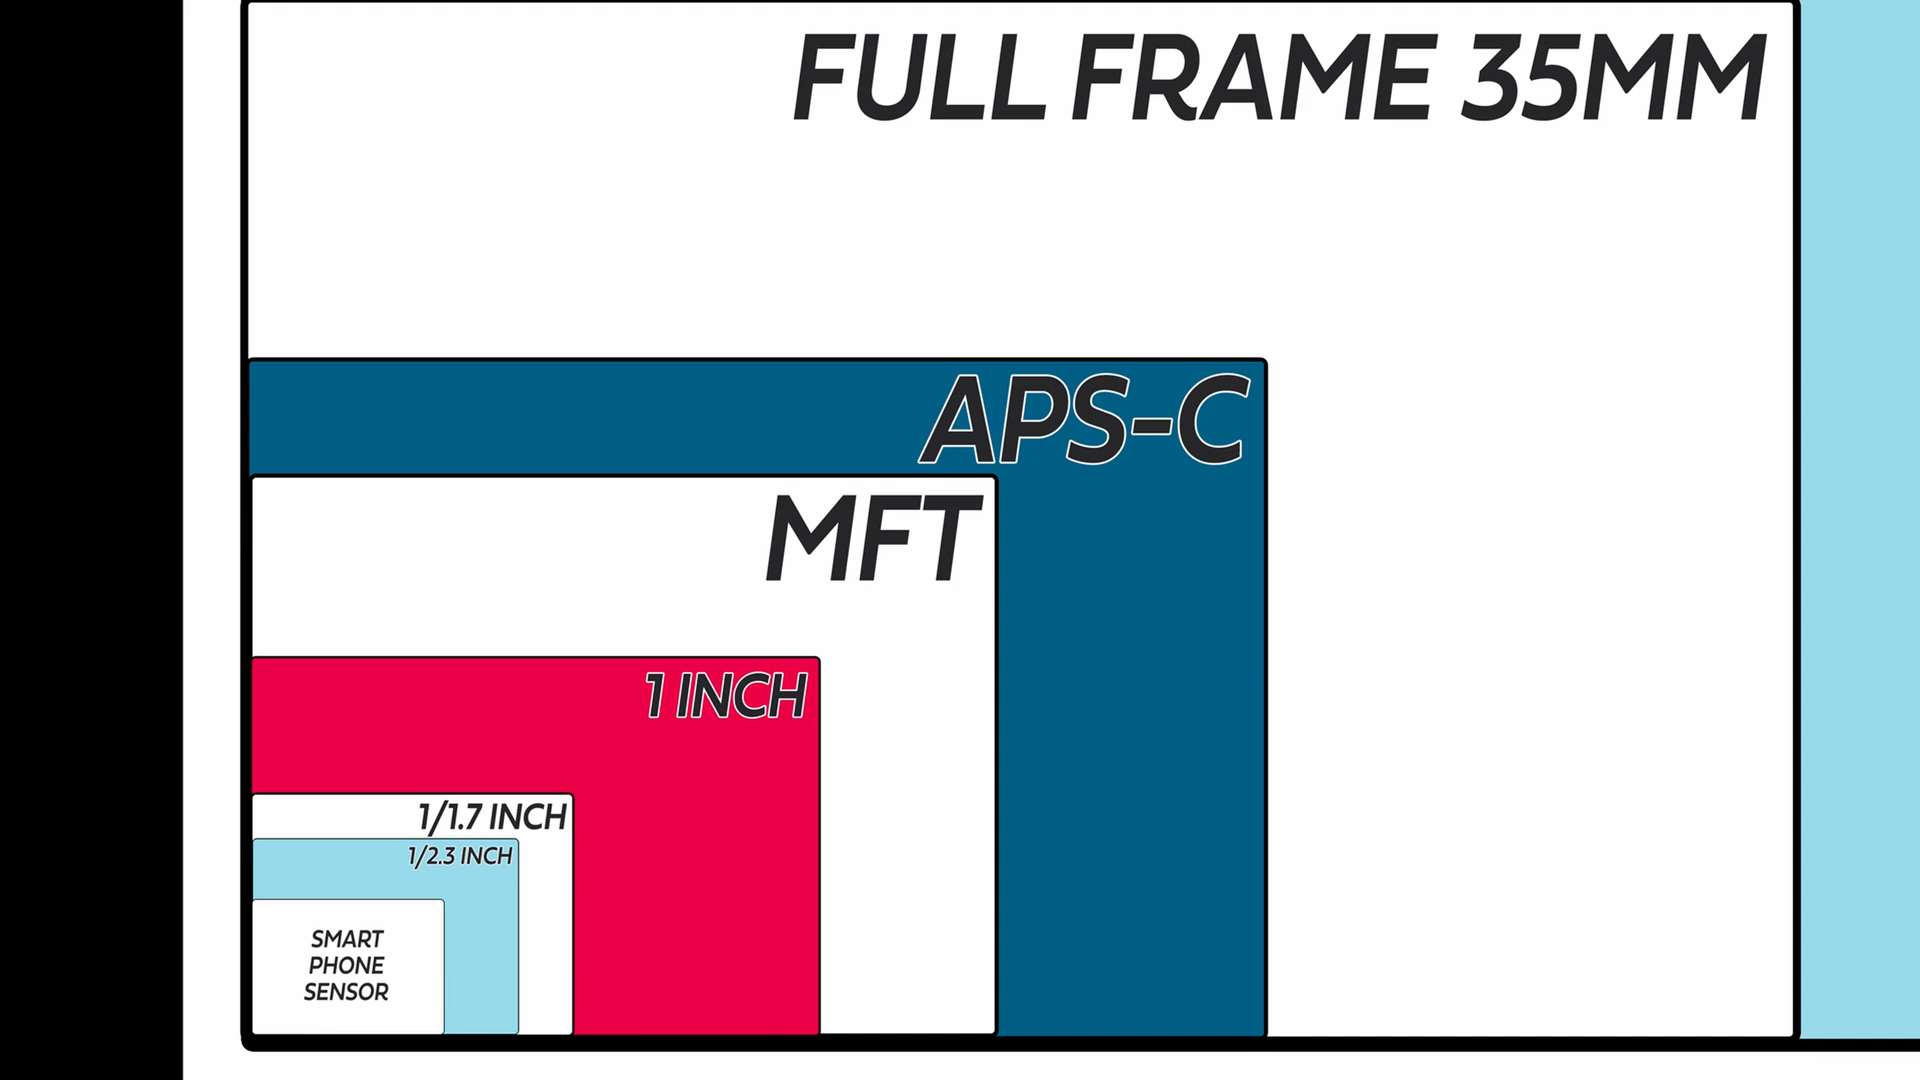 FULL FRAME 35MM
APS-C
MFT
1 INCH
1/1.7 INCH
1/2.3 INCH
SMART
PHONE
SENSOR